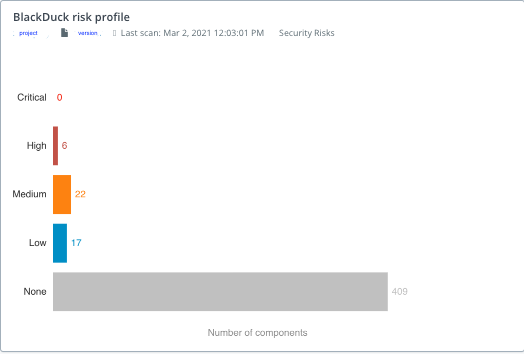 BlackDuck risk profile
project version Last scan: Mar 2, 2021 12:03:01 PM Security Risks
Critical 0
High 6
Medium 22
Low 17
None 409
Number of components